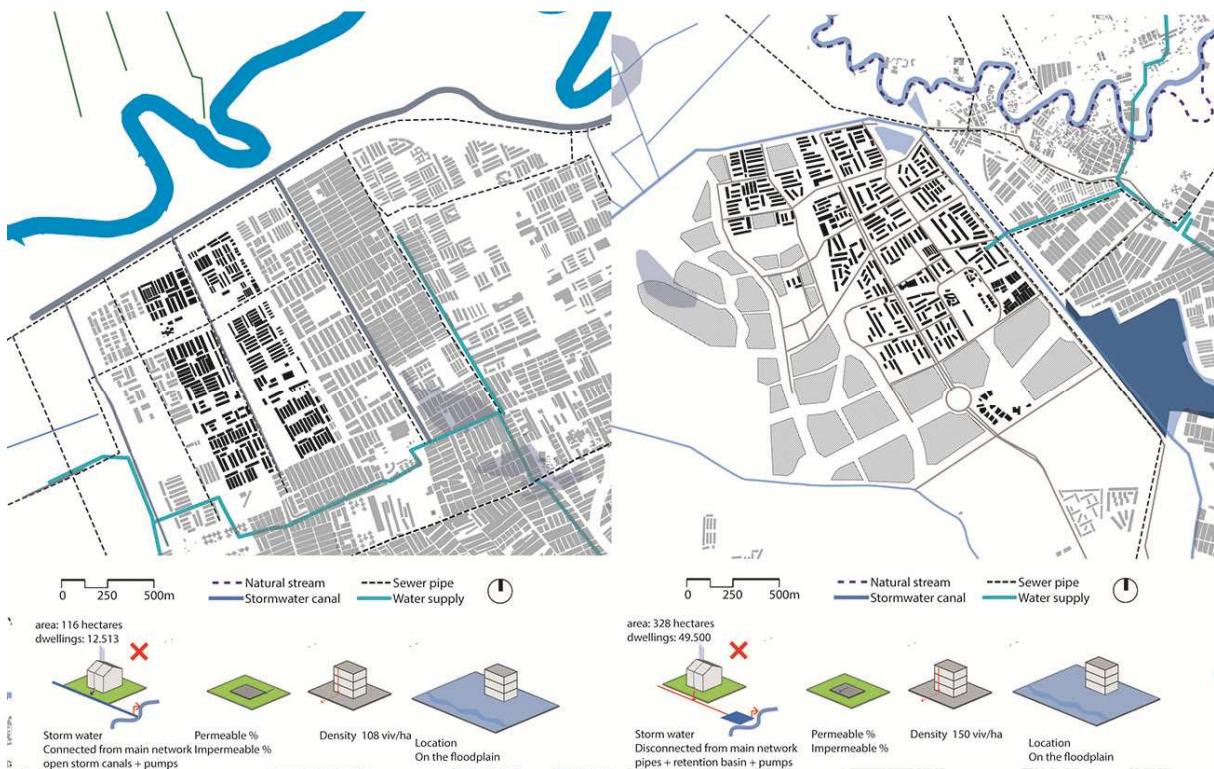 0 250 500m
Natural stream
Stormwater canal
Sewer pipe
Water supply
area: 116 hectares
dwellings: 12.513
Storm water
Connected from main network
open storm canals + pumps
Permeable %
Impermeable %
Density 108 viv/ha
Location
On the floodplain
0 250 500m
Natural stream
Stormwater canal
Sewer pipe
Water supply
area: 328 hectares
dwellings: 49.500
Storm water
Disconnected from main network
pipes + retention basin + pumps
Permeable %
Impermeable %
Density 150 viv/ha
Location
On the floodplain